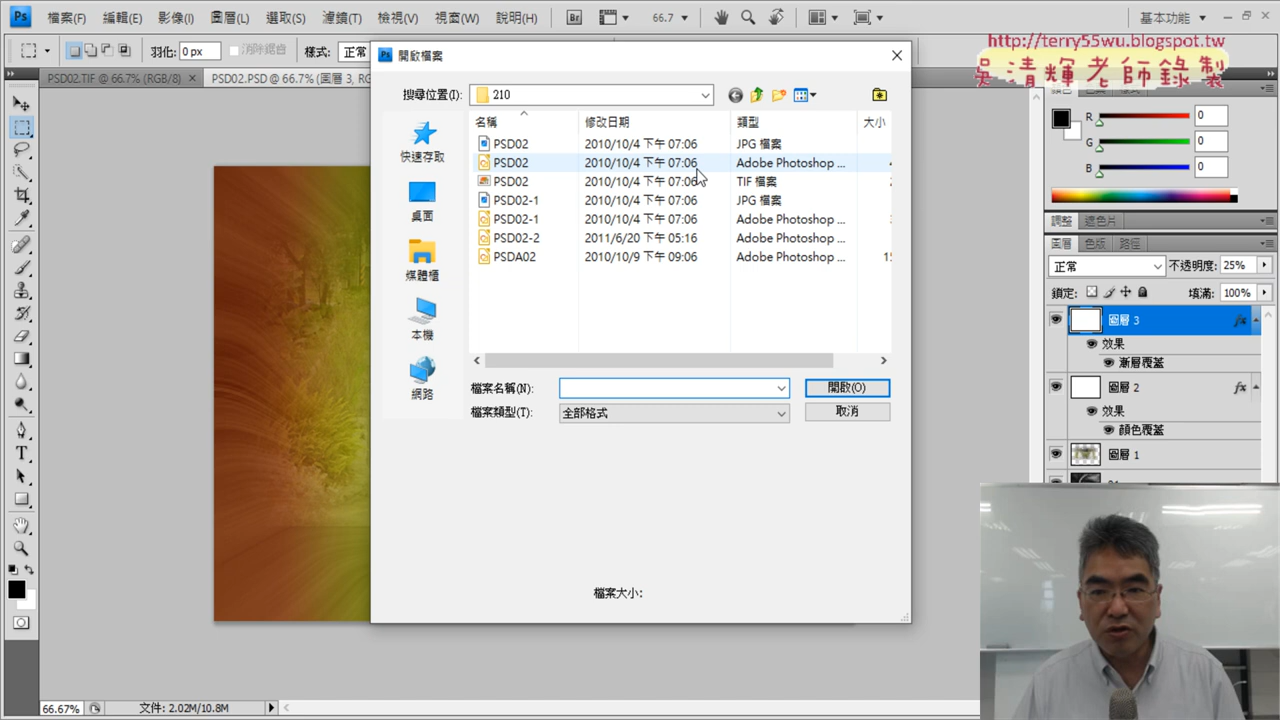 檔案(F) 編輯(E) 影像(I) 圖層(L) 選取(S) 濾鏡(T) 檢視(V) 視窗(W) 說明(H) Br 66.7 基本功能
羽化: 0 px 消除鋸齒 樣式: 正常
http://terry55wu.blogspot.tw
吳清輝老師錄製
PSD02.TIF @ 66.7% (RGB/8) PSD02.PSD @ 66.7% (圖層 3, RG
開啟檔案
搜尋位置(I): 210
名稱 修改日期 類型 大小
PSD02 2010/10/4 下午 07:06 JPG 檔案
PSD02 2010/10/4 下午 07:06 Adobe Photoshop ...
PSD02 2010/10/4 下午 07:06 TIF 檔案
PSD02-1 2010/10/4 下午 07:06 JPG 檔案
PSD02-1 2010/10/4 下午 07:06 Adobe Photoshop ...
PSD02-2 2011/6/20 下午 05:16 Adobe Photoshop ...
PSDA02 2010/10/9 下午 09:06 Adobe Photoshop ... 15
快速存取
桌面
媒體櫃
本機
網路
檔案名稱(N): 開啟(O)
檔案類型(T): 全部格式 取消
檔案大小:
R 0
G 0
B 0
調整 遮色片
圖層 色版 路徑
正常 不透明度: 25%
鎖定: 填滿: 100%
圖層 3 fx
效果
漸層覆蓋
圖層 2 fx
效果
顏色覆蓋
圖層 1
66.67% 文件: 2.02M/10.8M